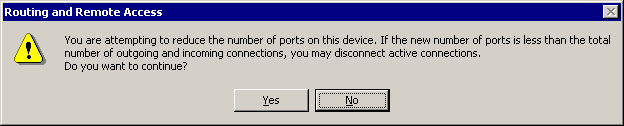 Routing and Remote Access
You are attempting to reduce the number of ports on this device. If the new number of ports is less than the total
number of outgoing and incoming connections, you may disconnect active connections.
Do you want to continue?
Yes No